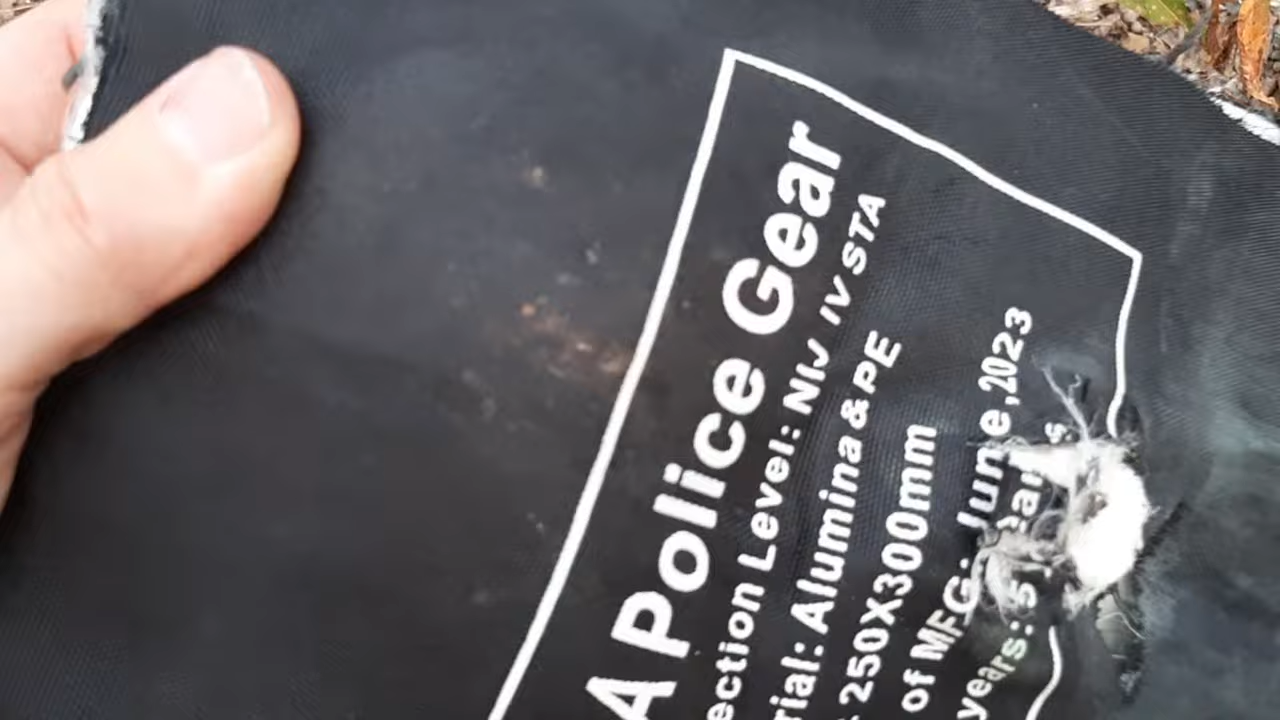 A Police Gear
ection Level: NIJ IV STA
rial: Alumina & PE
: 250X300mm
of MFG: June,2023
years: 5